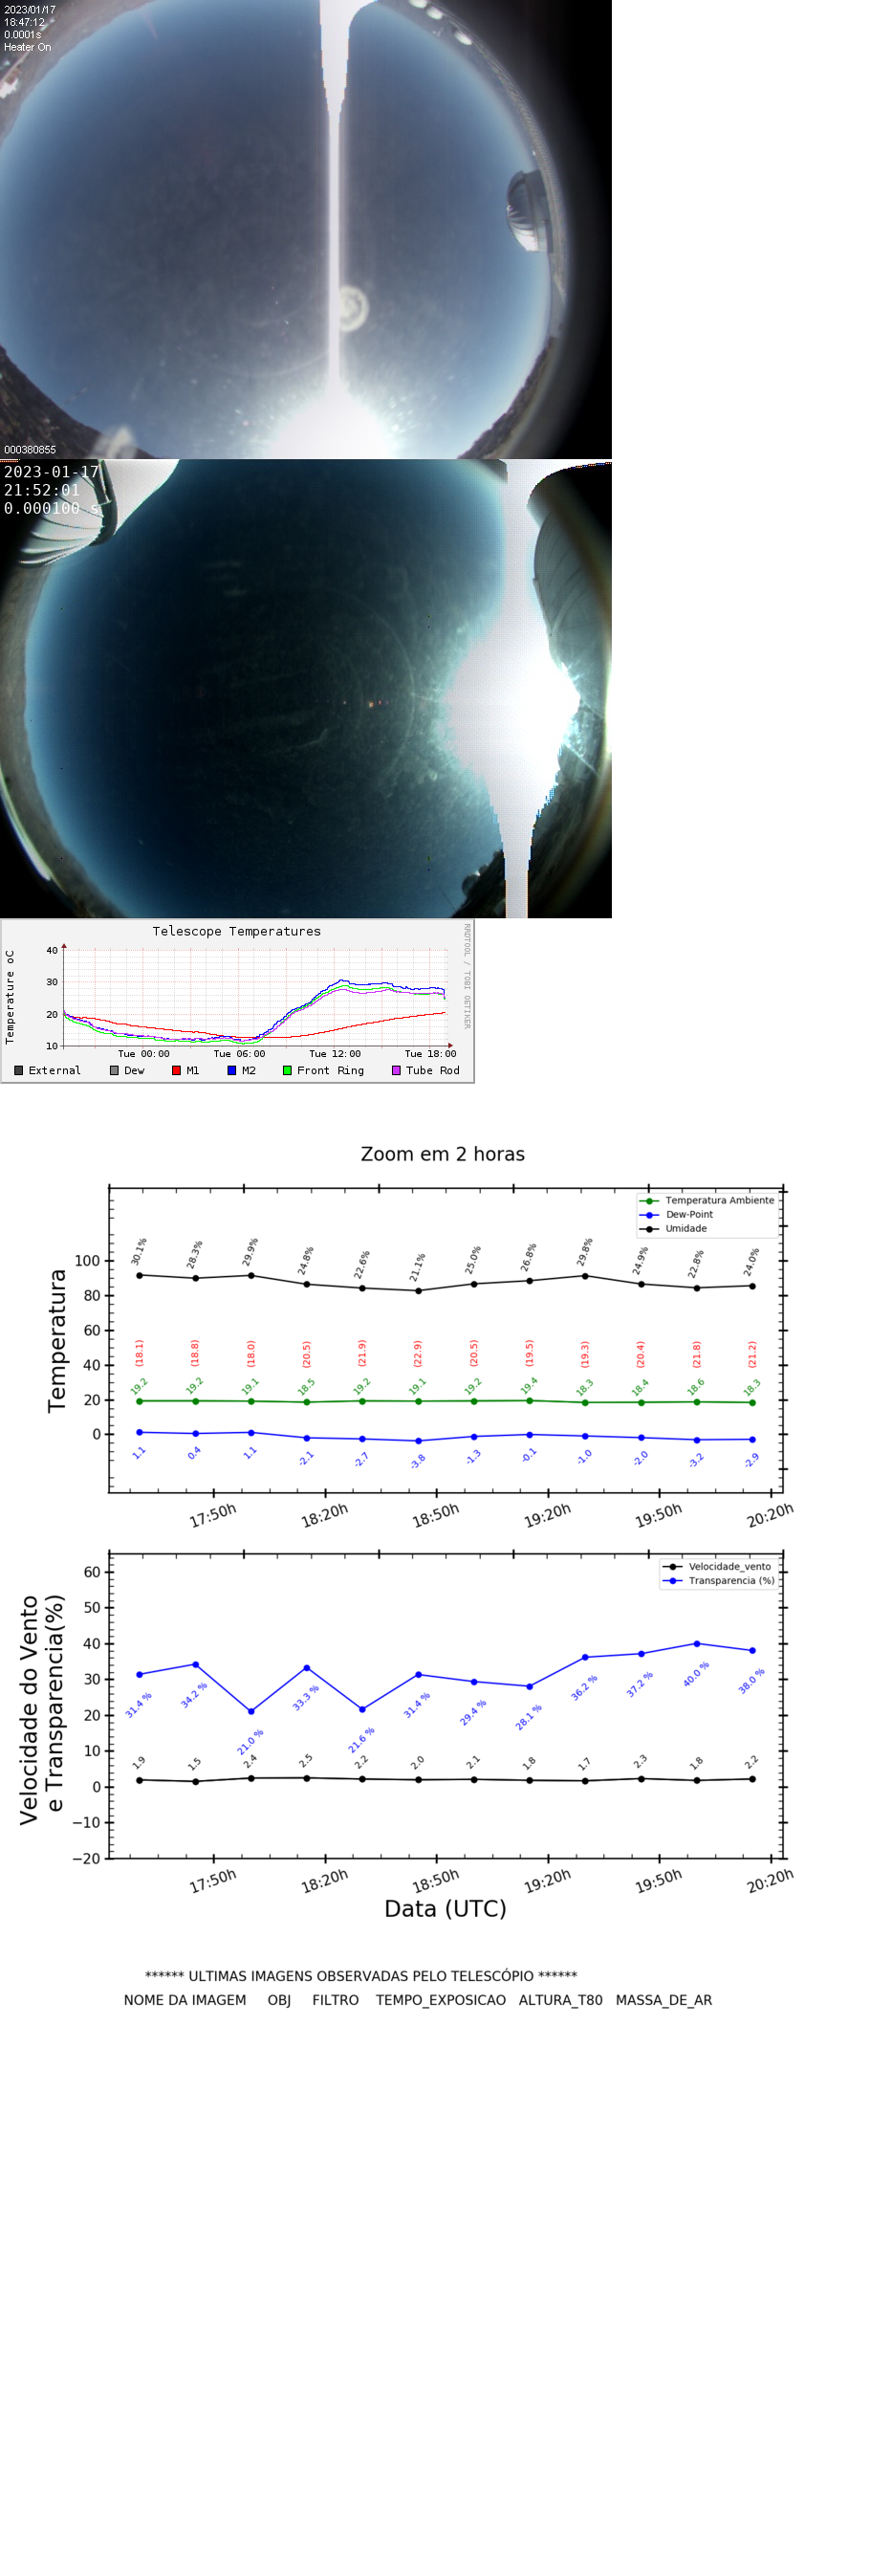 2023/01/17
18:47:12
0.0001s
Heater On
000380855
2023-01-17
21:52:01
0.000100 s
Telescope Temperatures
RRDTOOL / TOBI OETIKER
Temperature oC
40
30
20
10
Tue 00:00 Tue 06:00 Tue 12:00 Tue 18:00
External Dew M1 M2 Front Ring Tube Rod
Zoom em 2 horas
Temperatura Ambiente
Dew-Point
Umidade
Temperatura
100
80
60
40
20
0
30.1% 28.3% 29.9% 24.8% 22.6% 21.1% 25.0% 26.8% 29.8% 24.9% 22.8% 24.0%
(18.1) (18.8) (18.0) (20.5) (21.9) (22.9) (20.5) (19.5) (19.3) (20.4) (21.8) (21.2)
19.2 19.2 19.1 18.5 19.2 19.1 19.2 19.4 18.3 18.4 18.6 18.3
1.1 0.4 1.1 -2.1 -2.7 -3.8 -1.3 -0.1 -1.0 -2.0 -3.2 -2.9
17:50h 18:20h 18:50h 19:20h 19:50h 20:20h
Velocidade_vento
Transparencia (%)
Velocidade do Vento
e Transparencia(%)
60
50
40
30
20
10
0
−10
−20
31.4 % 34.2 % 21.0 % 33.3 % 21.6 % 31.4 % 29.4 % 28.1 % 36.2 % 37.2 % 40.0 % 38.0 %
1.9 1.5 2.4 2.5 2.2 2.0 2.1 1.8 1.7 2.3 1.8 2.2
17:50h 18:20h 18:50h 19:20h 19:50h 20:20h
Data (UTC)
****** ULTIMAS IMAGENS OBSERVADAS PELO TELESCÓPIO ******
NOME DA IMAGEM OBJ FILTRO TEMPO_EXPOSICAO ALTURA_T80 MASSA_DE_AR